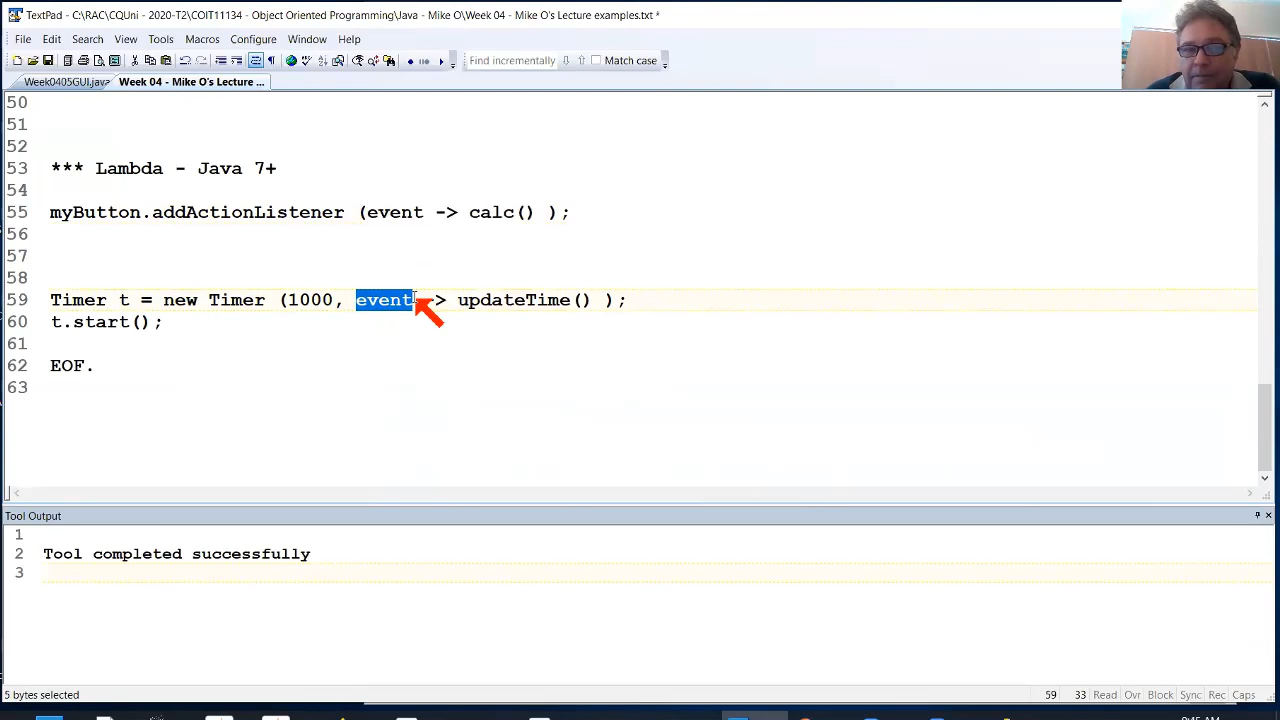 TextPad - C:\RAC\CQUni - 2020-T2\COIT11134 - Object Oriented Programming\Java - Mike O\Week 04 - Mike O's Lecture examples.txt *
File Edit Search View Tools Macros Configure Window Help
Find incrementally Match case
Week0405GUI.java Week 04 - Mike O's Lecture ...
50
51
52
53 *** Lambda - Java 7+
54
55 myButton.addActionListener (event -> calc() );
56
57
58
59 Timer t = new Timer (1000, event -> updateTime() );
60 t.start();
61
62 EOF.
63
Tool Output
1
2 Tool completed successfully
3
5 bytes selected 59 33 Read Ovr Block Sync Rec Caps